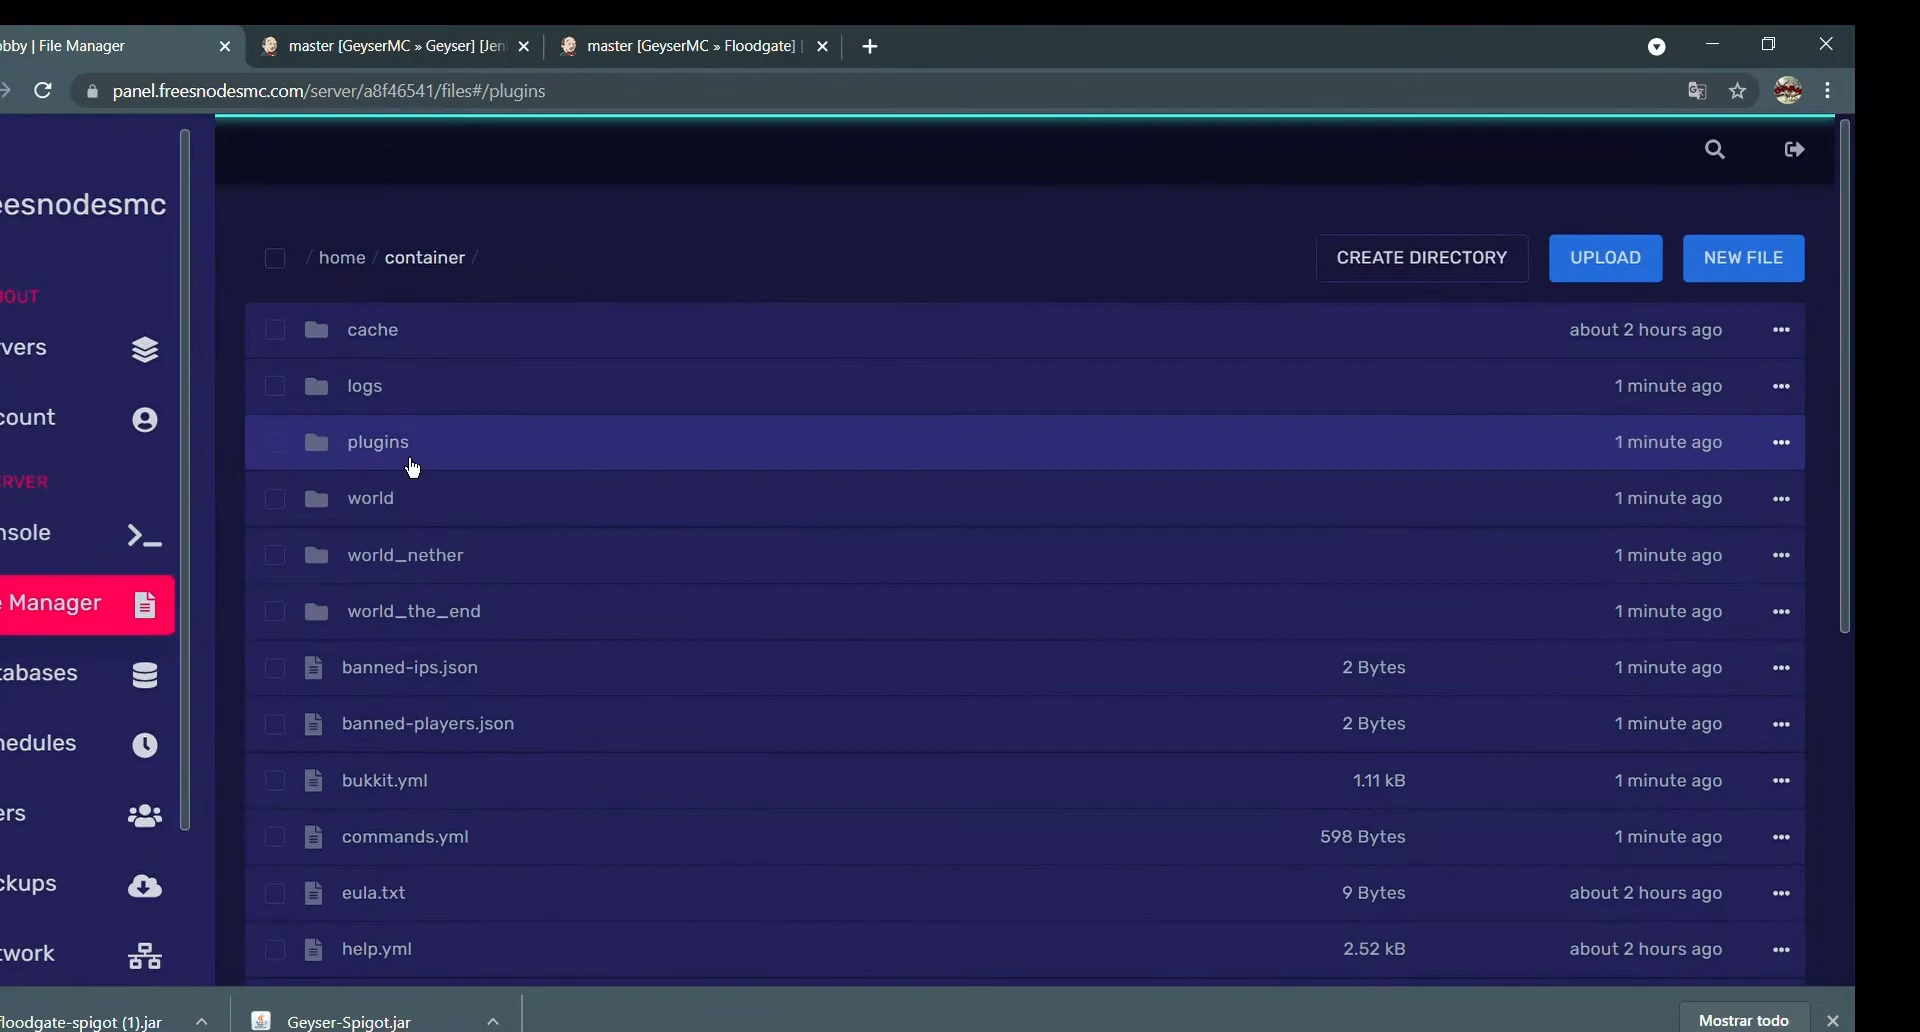 obby | File Manager
master [GeyserMC » Geyser] [Jen
master [GeyserMC » Floodgate] [
panel.freesnodesmc.com/server/a8f46541/files#/plugins
eesnodesmc
/ home / container /
CREATE DIRECTORY
UPLOAD
NEW FILE
BOUT
vers
count
RVER
nsole
e Manager
tabases
hedules
ers
ckups
twork
cache about 2 hours ago
logs 1 minute ago
plugins 1 minute ago
world 1 minute ago
world_nether 1 minute ago
world_the_end 1 minute ago
banned-ips.json 2 Bytes 1 minute ago
banned-players.json 2 Bytes 1 minute ago
bukkit.yml 1.11 kB 1 minute ago
commands.yml 598 Bytes 1 minute ago
eula.txt 9 Bytes about 2 hours ago
help.yml 2.52 kB about 2 hours ago
floodgate-spigot (1).jar
Geyser-Spigot.jar
Mostrar todo